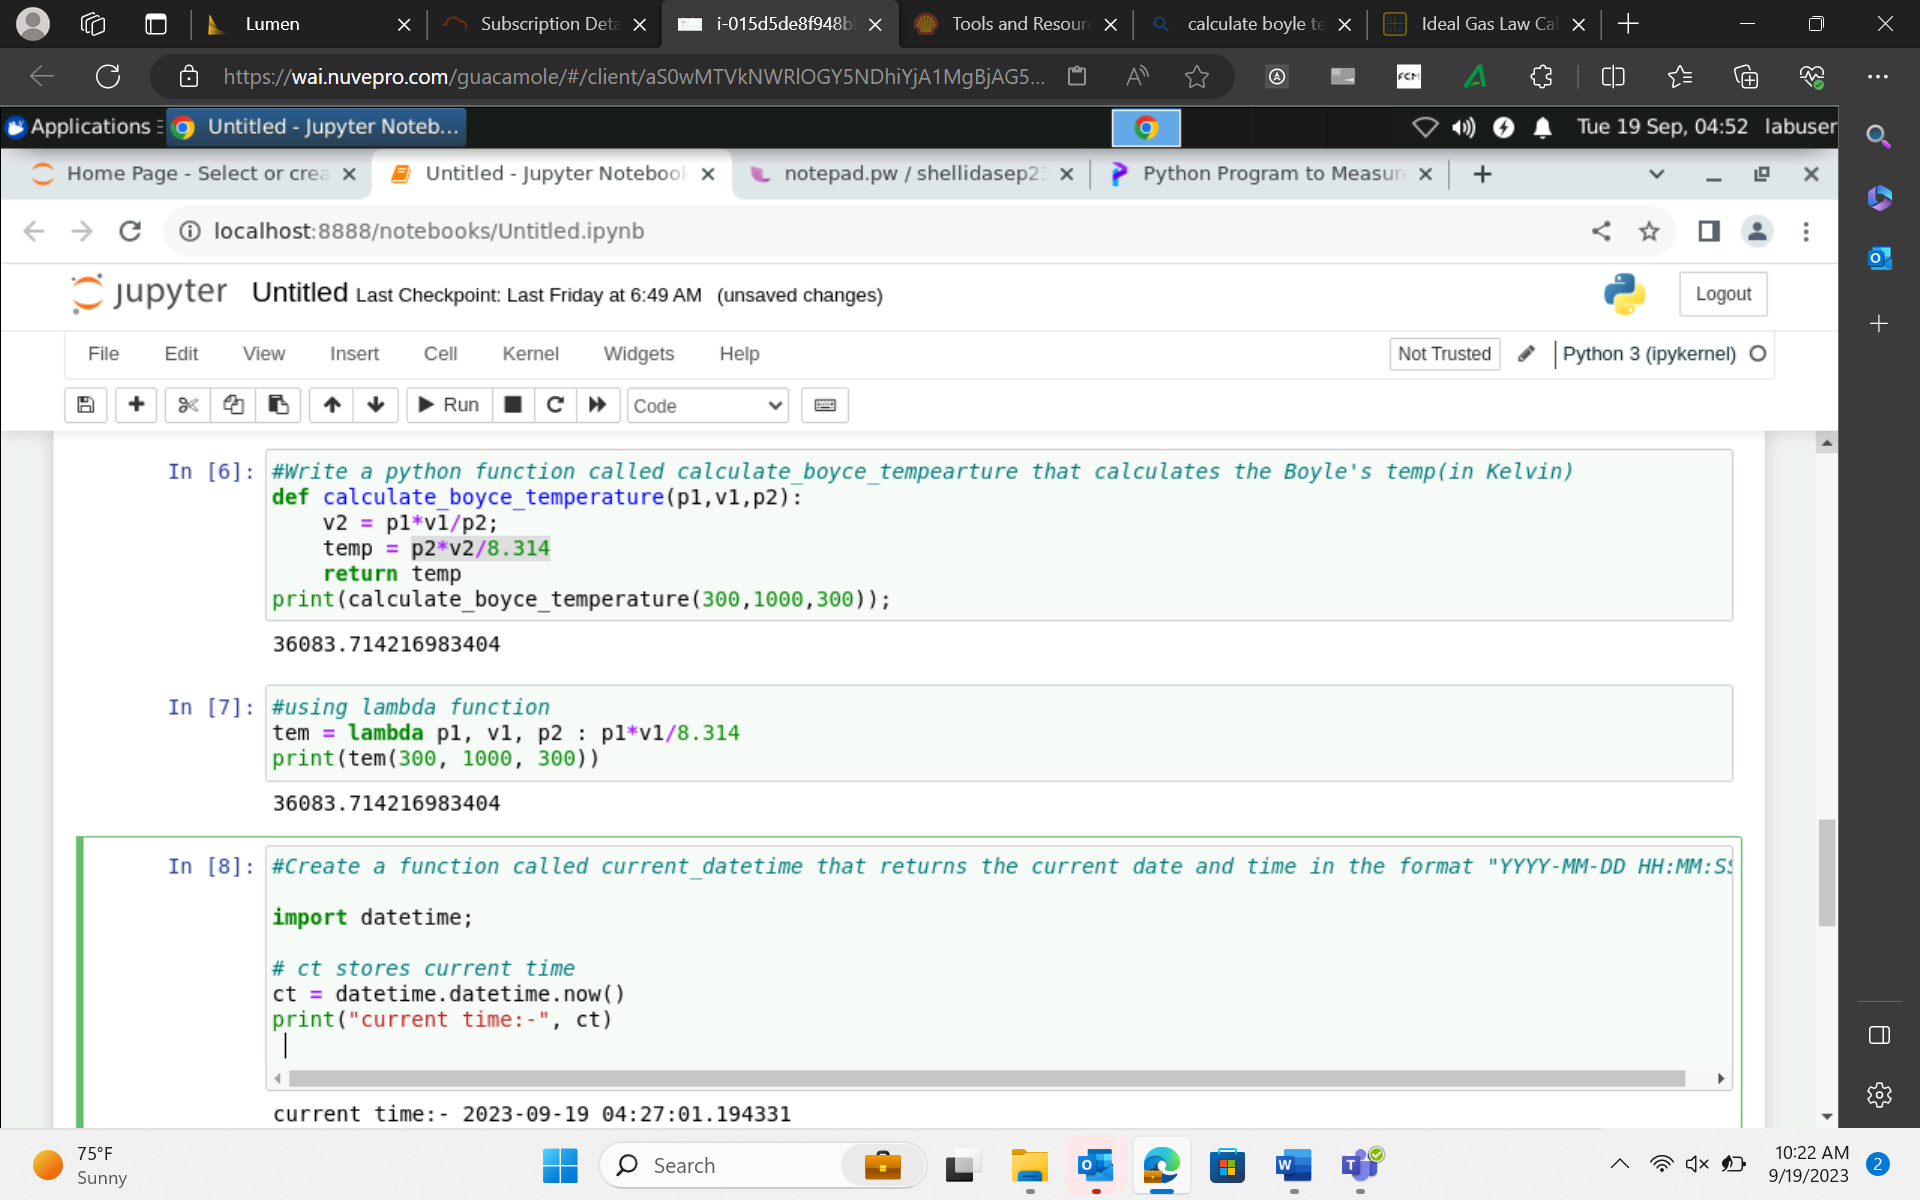 Lumen
Subscription Deta
i-015d5de8f948b
Tools and Resour
calculate boyle te
Ideal Gas Law Cal
https://wai.nuvepro.com/guacamole/#/client/aS0wMTVkNWRlOGY5NDhiYjA1MgBjAG5...
Applications
Untitled - Jupyter Noteb...
Tue 19 Sep, 04:52 labuser
Home Page - Select or crea
Untitled - Jupyter Notebook
notepad.pw / shellidasep23
Python Program to Measur
localhost:8888/notebooks/Untitled.ipynb
jupyter Untitled Last Checkpoint: Last Friday at 6:49 AM (unsaved changes)
Logout
File Edit View Insert Cell Kernel Widgets Help
Not Trusted
Python 3 (ipykernel)
Run
Code
In [6]: #Write a python function called calculate_boyce_tempearture that calculates the Boyle's temp(in Kelvin)
def calculate_boyce_temperature(p1,v1,p2):
v2 = p1*v1/p2;
temp = p2*v2/8.314
return temp
print(calculate_boyce_temperature(300,1000,300));
36083.714216983404
In [7]: #using lambda function
tem = lambda p1, v1, p2 : p1*v1/8.314
print(tem(300, 1000, 300))
36083.714216983404
In [8]: #Create a function called current_datetime that returns the current date and time in the format "YYYY-MM-DD HH:MM:SS
import datetime;
# ct stores current time
ct = datetime.datetime.now()
print("current time:-", ct)
current time:- 2023-09-19 04:27:01.194331
75°F
Sunny
Search
10:22 AM
9/19/2023
2